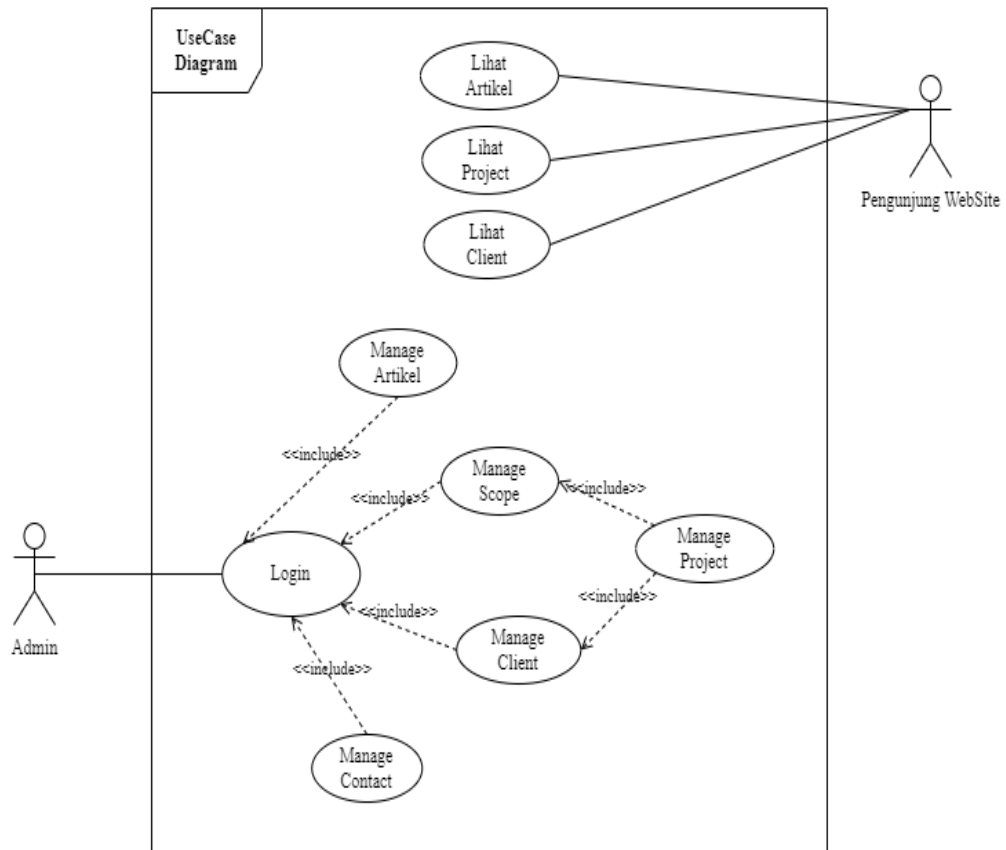 UseCase
Diagram
Lihat
Artikel
Lihat
Project
Pengunjung WebSite
Lihat
Client
Manage
Artikel
<<include>>
Manage
Scope
<<include>>
<<include>>
Manage
Project
Login
<<include>>
<<include>>
Admin
Manage
Client
<<include>>
Manage
Contact